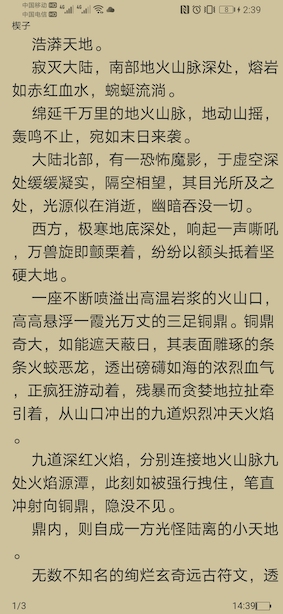 中国移动 HD 4G
中国电信 HD 4G
2:39
楔子
浩漭天地。
寂灭大陆，南部地火山脉深处，熔岩
如赤红血水，蜿蜒流淌。
绵延千万里的地火山脉，地动山摇，
轰鸣不止，宛如末日来袭。
大陆北部，有一恐怖魔影，于虚空深
处缓缓凝实，隔空相望，其目光所及之
处，光源似在消逝，幽暗吞没一切。
西方，极寒地底深处，响起一声嘶吼
，万兽旋即颤栗着，纷纷以额头抵着坚
硬大地。
一座不断喷溢出高温岩浆的火山口，
高高悬浮一霞光万丈的三足铜鼎。铜鼎
奇大，如能遮天蔽日，其表面雕琢的条
条火蛟恶龙，透出磅礴如海的浓烈血气
，正疯狂游动着，残暴而贪婪地拉扯牵
引着，从山口冲出的九道炽烈冲天火焰
。
九道深红火焰，分别连接地火山脉九
处火焰源潭，此刻如被强行拽住，笔直
冲射向铜鼎，隐没不见。
鼎内，则自成一方光怪陆离的小天地
。
无数不知名的绚烂玄奇远古符文，透
1/3
14:39